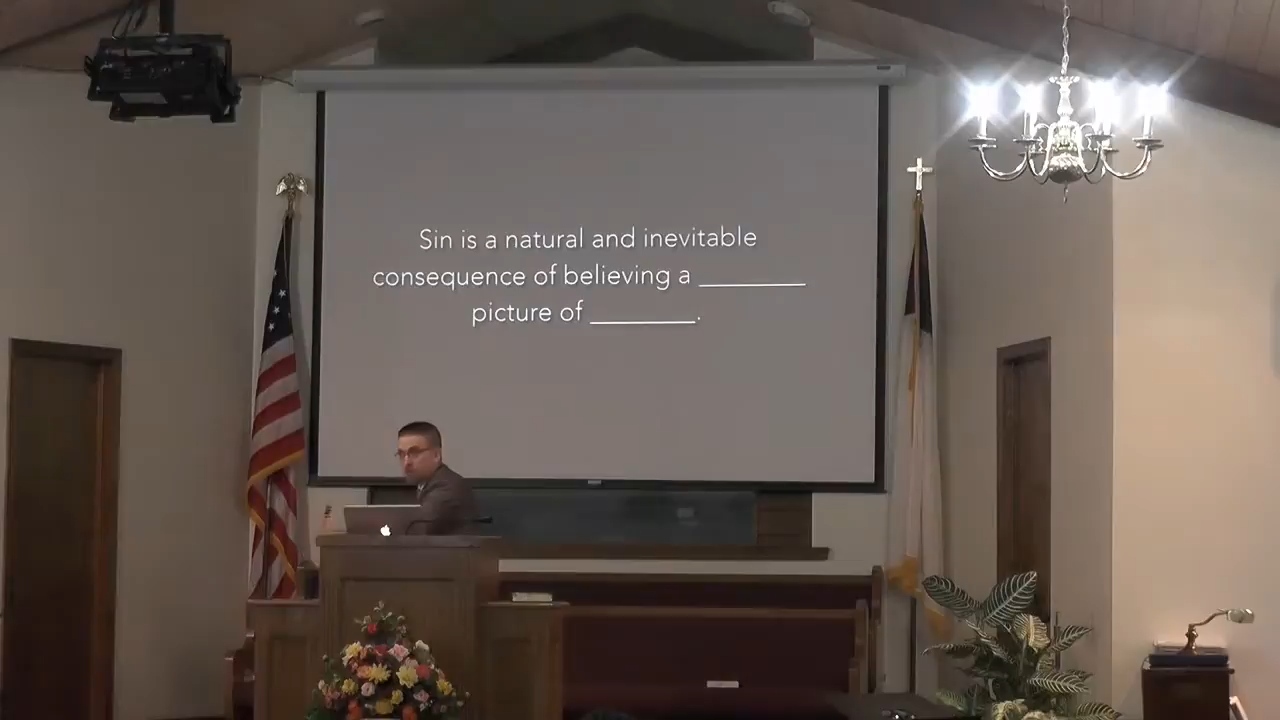 Sin is a natural and inevitable
consequence of believing a ________
picture of ________.